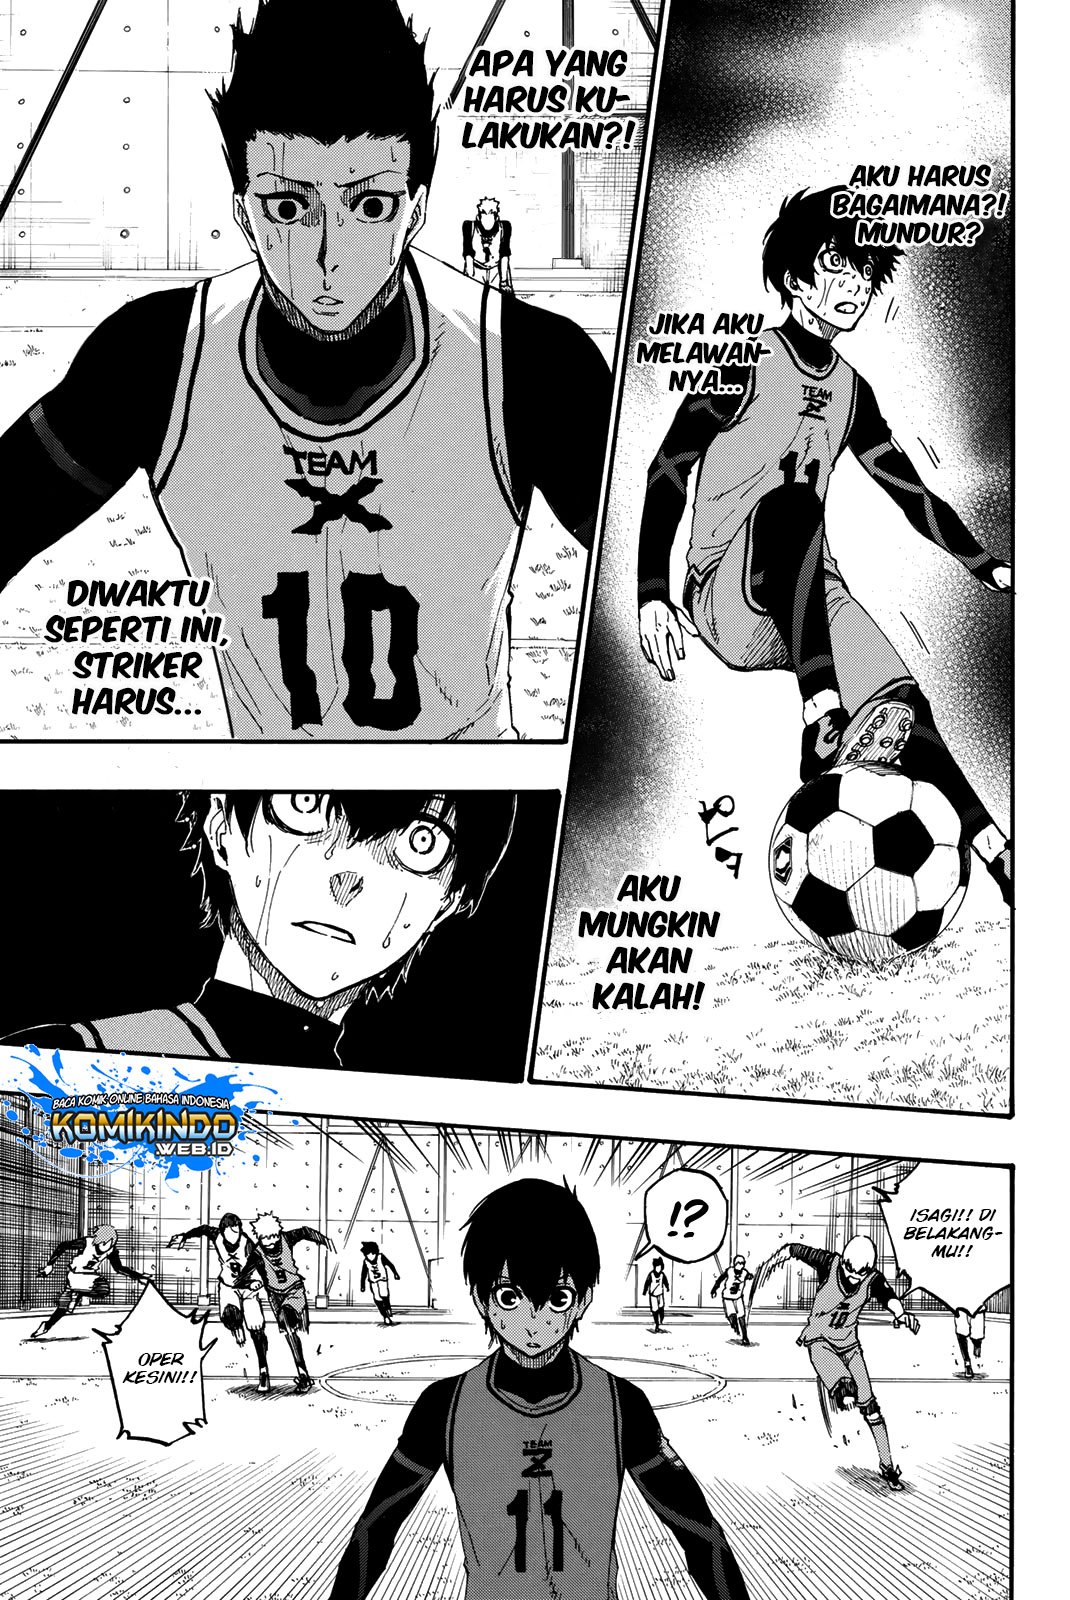 AKU HARUS
BAGAIMANA?!
MUNDUR?
JIKA AKU
MELAWAN-
NYA...
TEAM
Z
11
AKU
MUNGKIN
AKAN
KALAH!
APA YANG
HARUS KU-
LAKUKAN?!
TEAM
X
10
DIWAKTU
SEPERTI INI,
STRIKER
HARUS...
BACA KOMIK ONLINE BAHASA INDONESIA
KOMIKINDO
.WEB.ID
ISAGI!! DI
BELAKANG-
MU!!
!?
OPER
KESINI!!
TEAM
Z
11